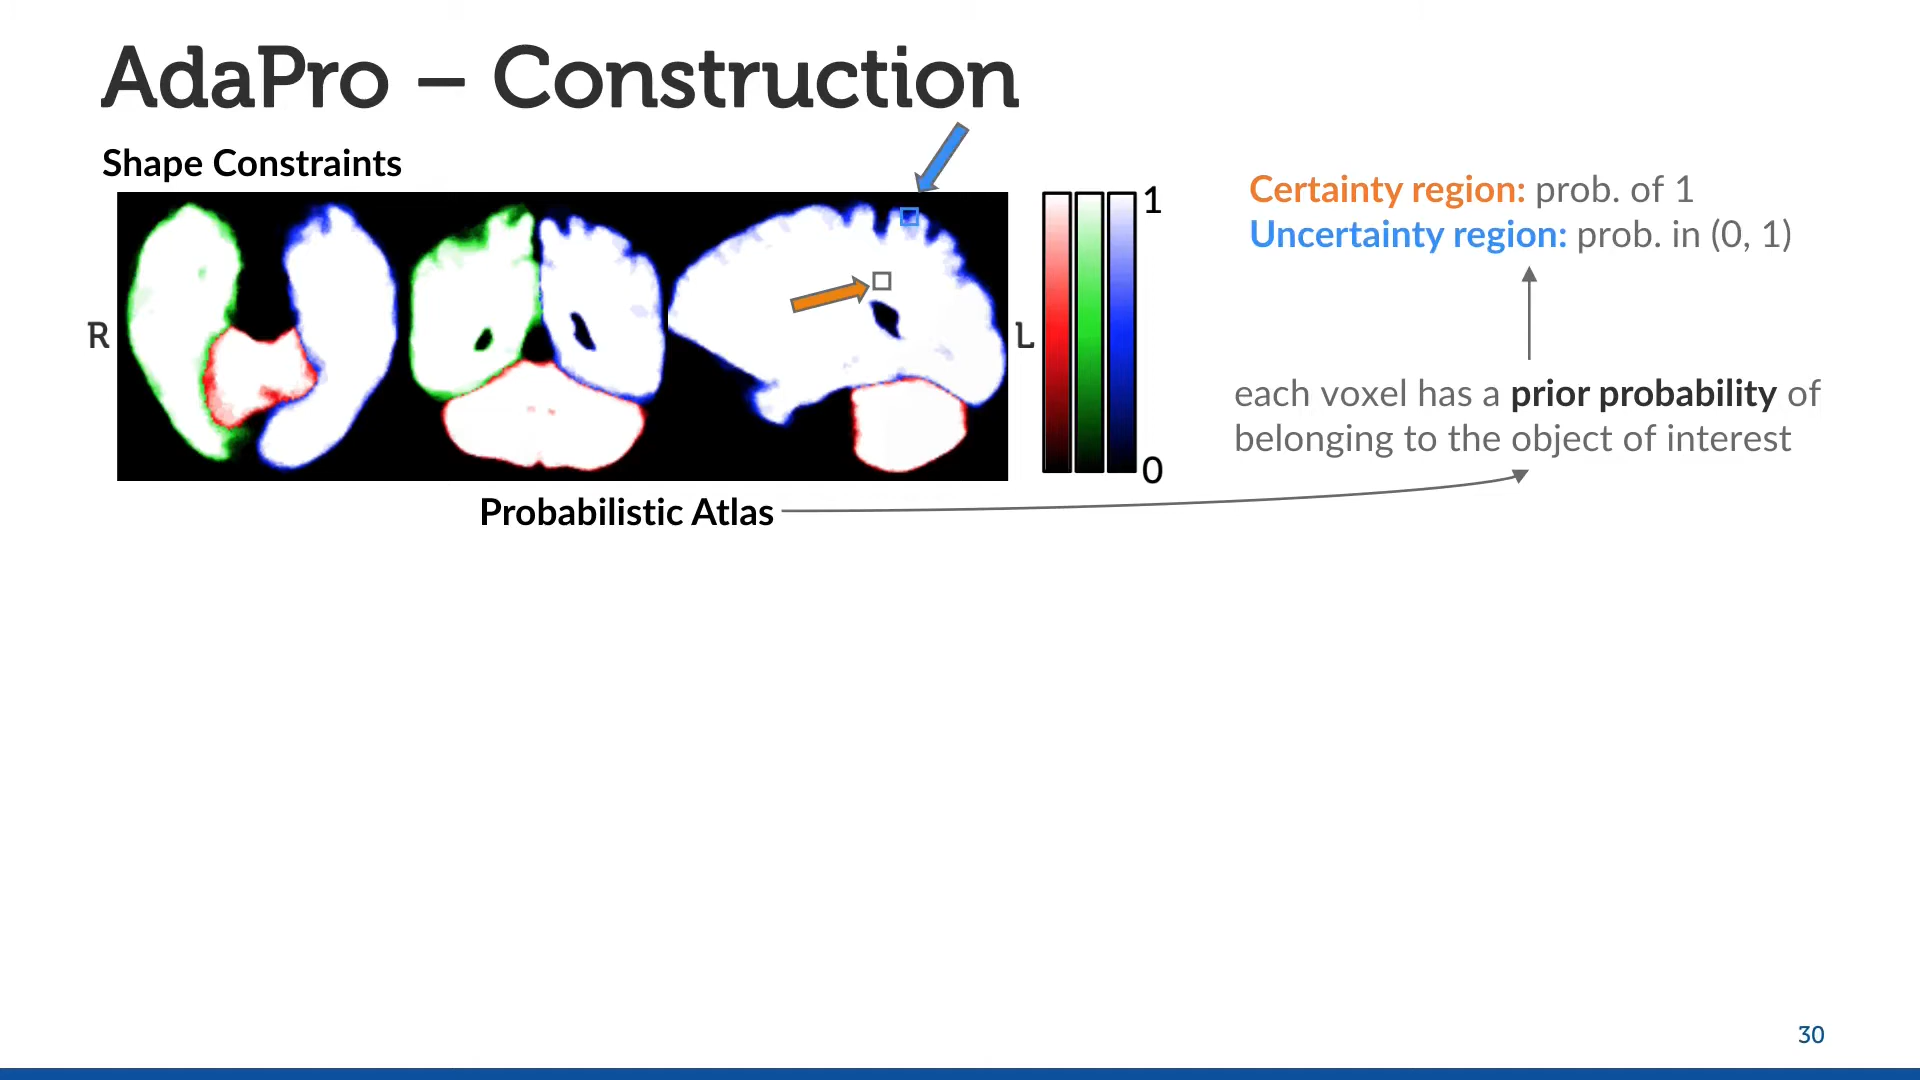 AdaPro – Construction
Shape Constraints
R
L
1
0
Probabilistic Atlas
Certainty region: prob. of 1
Uncertainty region: prob. in (0, 1)
each voxel has a prior probability of
belonging to the object of interest
30